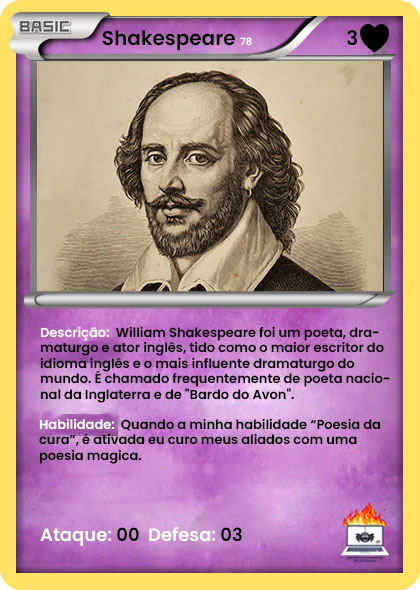 BASIC
Shakespeare 78
3
Descrição: William Shakespeare foi um poeta, dra-
maturgo e ator inglês, tido como o maior escritor do
idioma inglês e o mais influente dramaturgo do
mundo. É chamado frequentemente de poeta nacio-
nal da Inglaterra e de "Bardo do Avon".
Habilidade: Quando a minha habilidade “Poesia da
cura”, é ativada eu curo meus aliados com uma
poesia magica.
Ataque: 00 Defesa: 03